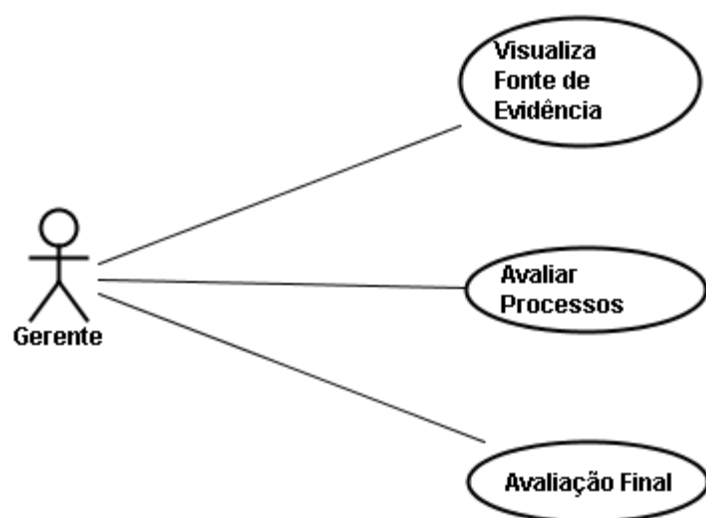 Visualiza
Fonte de
Evidência
Avaliar
Processos
Gerente
Avaliação Final